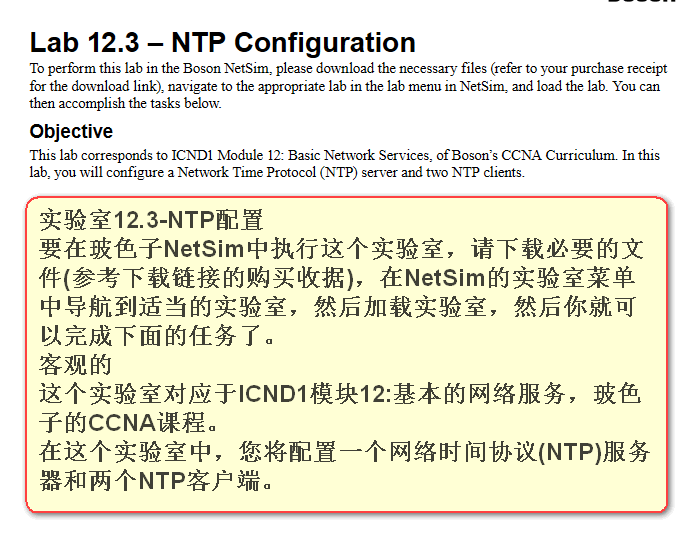 Lab 12.3 – NTP Configuration
To perform this lab in the Boson NetSim, please download the necessary files (refer to your purchase receipt
for the download link), navigate to the appropriate lab in the lab menu in NetSim, and load the lab. You can
then accomplish the tasks below.
Objective
This lab corresponds to ICND1 Module 12: Basic Network Services, of Boson’s CCNA Curriculum. In this
lab, you will configure a Network Time Protocol (NTP) server and two NTP clients.
实验室12.3-NTP配置
要在玻色子NetSim中执行这个实验室，请下载必要的文
件(参考下载链接的购买收据)，在NetSim的实验室菜单
中导航到适当的实验室，然后加载实验室，然后你就可
以完成下面的任务了。
客观的
这个实验室对应于ICND1模块12:基本的网络服务，玻色
子的CCNA课程。
在这个实验室中，您将配置一个网络时间协议(NTP)服务
器和两个NTP客户端。